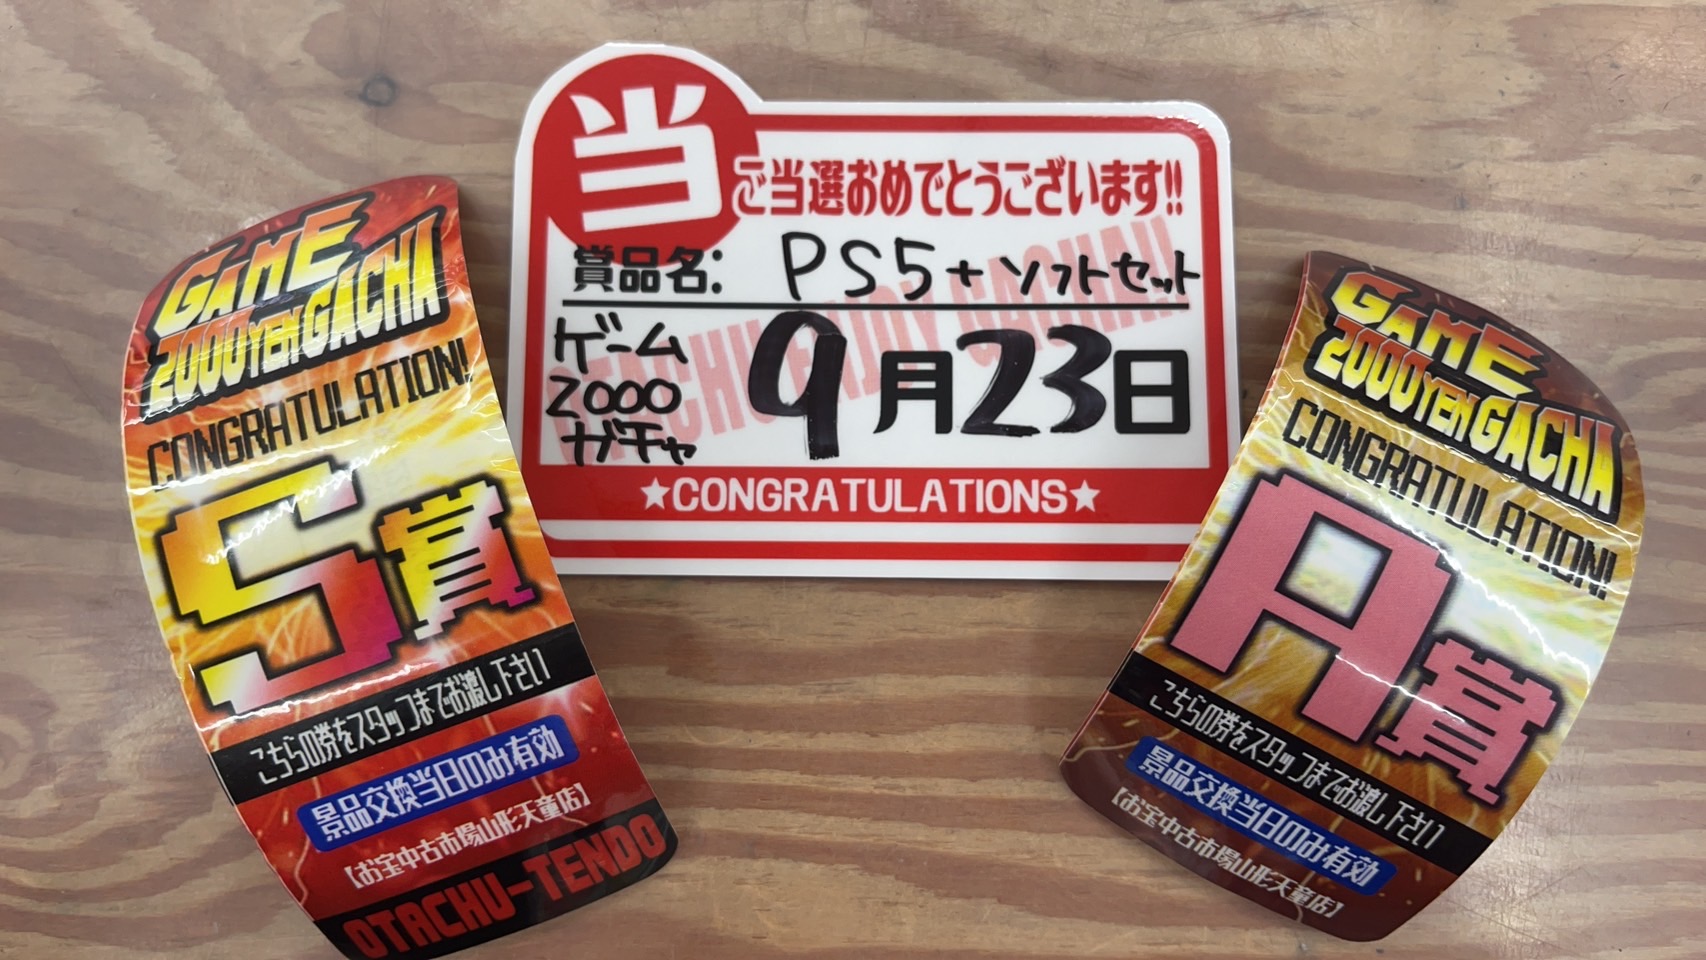 GAME
2000YEN GACHA
CONGRATULATION!
S賞
こちらの券をスタッフまでお渡し下さい
景品交換当日のみ有効
【お宝中古市場山形天童店】
OTACHU-TENDO
当
ご当選おめでとうございます!!
賞品名: PS5+ソフトセット
ゲーム
2000
ガチャ
9月23日
★CONGRATULATIONS★
GAME
2000YEN GACHA
CONGRATULATION!
A賞
こちらの券をスタッフまでお渡し下さい
景品交換当日のみ有効
【お宝中古市場山形天童店】